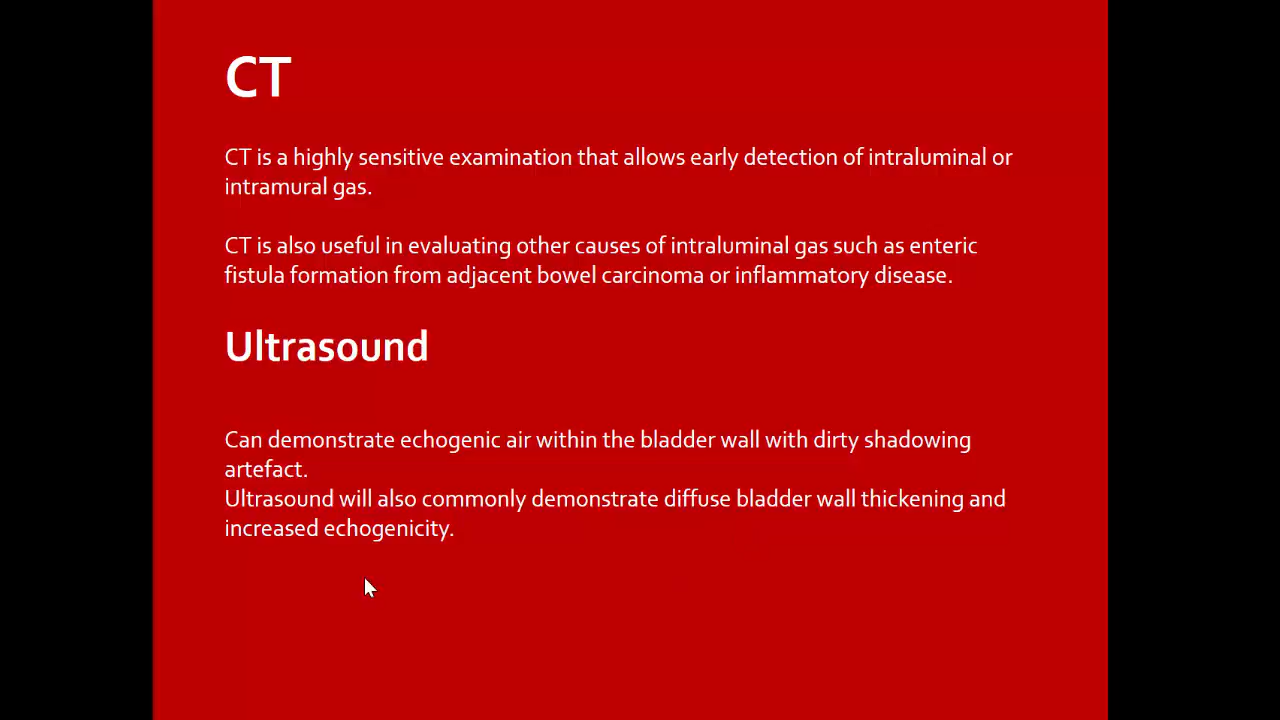 CT
CT is a highly sensitive examination that allows early detection of intraluminal or
intramural gas.
CT is also useful in evaluating other causes of intraluminal gas such as enteric
fistula formation from adjacent bowel carcinoma or inflammatory disease.
Ultrasound
Can demonstrate echogenic air within the bladder wall with dirty shadowing
artefact.
Ultrasound will also commonly demonstrate diffuse bladder wall thickening and
increased echogenicity.